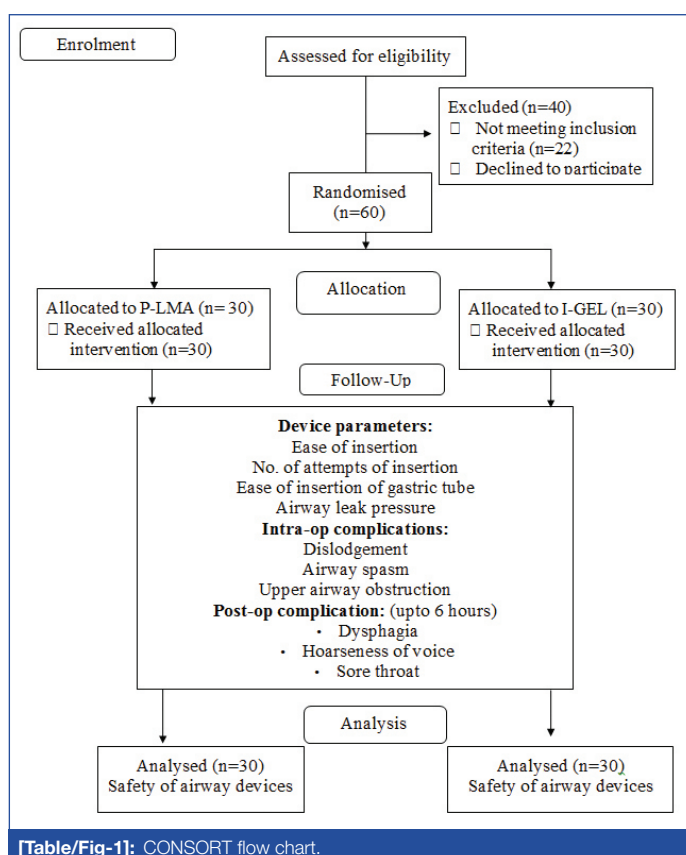 Enrolment
Assessed for eligibility
Excluded (n=40)
☐ Not meeting inclusion
criteria (n=22)
☐ Declined to participate
Randomised
(n=60)
Allocation
Allocated to P-LMA (n= 30)
☐ Received allocated
intervention (n=30)
Allocated to I-GEL (n=30)
☐ Received allocated
intervention (n=30)
Follow-Up
Device parameters:
Ease of insertion
No. of attempts of insertion
Ease of insertion of gastric tube
Airway leak pressure
Intra-op complications:
Dislodgement
Airway spasm
Upper airway obstruction
Post-op complication: (upto 6 hours)
• Dysphagia
• Hoarseness of voice
• Sore throat
Analysis
Analysed (n=30)
Safety of airway devices
Analysed (n=30)
Safety of airway devices
[Table/Fig-1]: CONSORT flow chart.